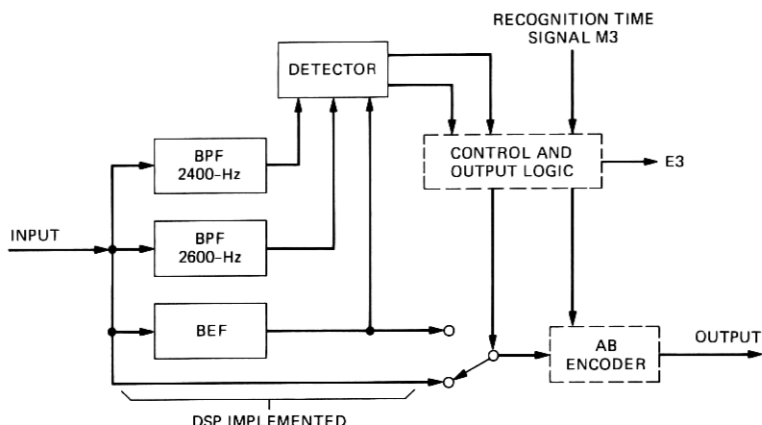 RECOGNITION TIME
SIGNAL M3
DETECTOR
CONTROL AND
OUTPUT LOGIC
E3
BPF
2400-Hz
INPUT
BPF
2600-Hz
BEF
AB
ENCODER
OUTPUT
DSP IMPLEMENTED